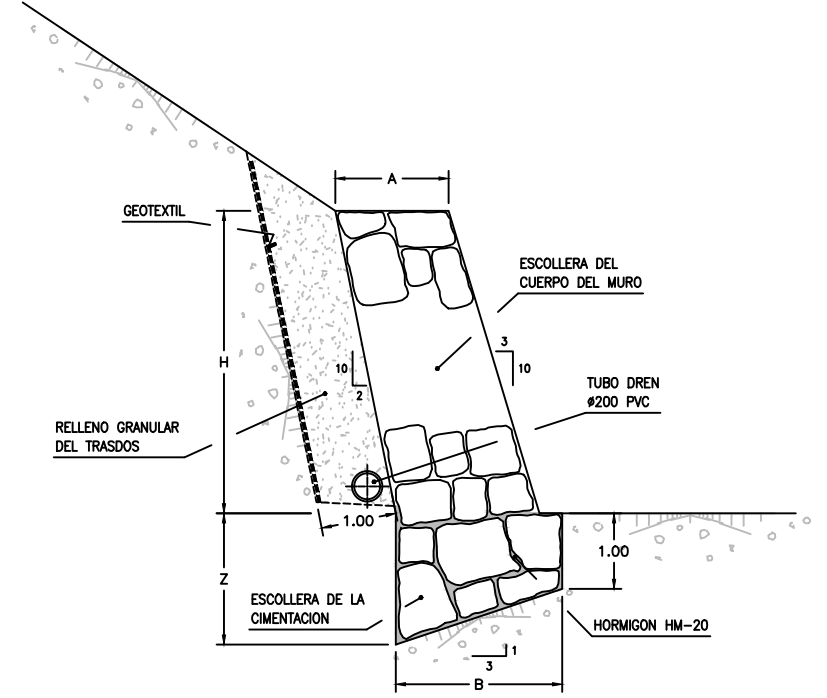 A
GEOTEXTIL
ESCOLLERA DEL
CUERPO DEL MURO
H
10
2
3
10
TUBO DREN
ø200 PVC
RELLENO GRANULAR
DEL TRASDOS
1.00
1.00
Z
ESCOLLERA DE LA
CIMENTACION
HORMIGON HM-20
1
3
B